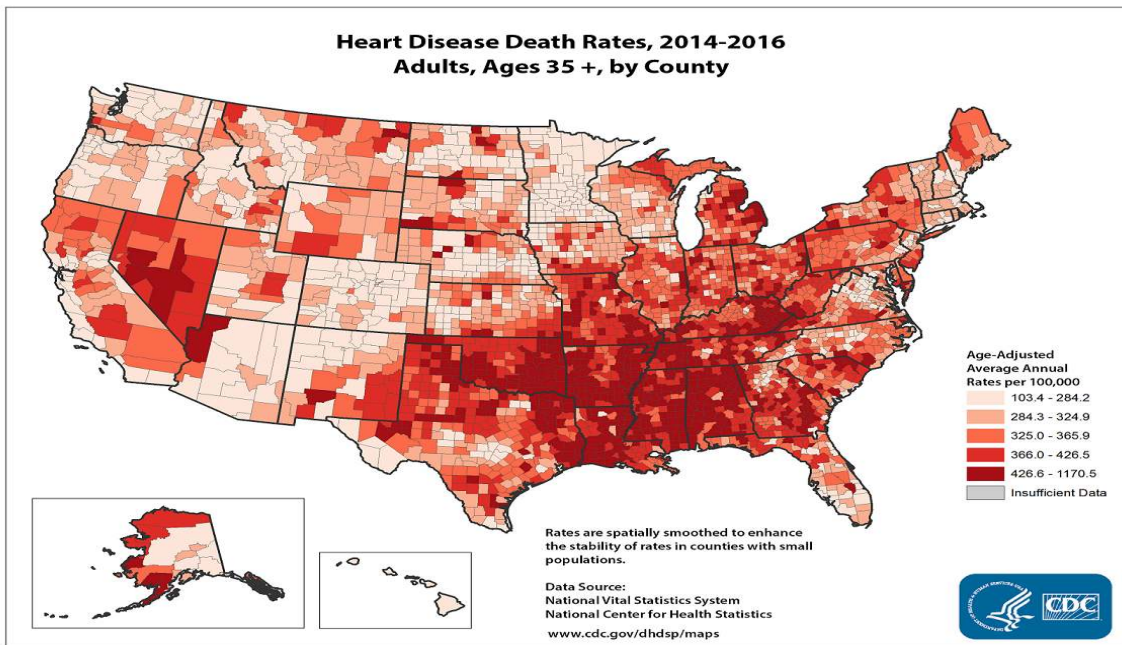 Heart Disease Death Rates, 2014-2016
Adults, Ages 35 +, by County
Age-Adjusted
Average Annual
Rates per 100,000
103.4 - 284.2
284.3 - 324.9
325.0 - 365.9
366.0 - 426.5
426.6 - 1170.5
Insufficient Data
Rates are spatially smoothed to enhance
the stability of rates in counties with small
populations.
Data Source:
National Vital Statistics System
National Center for Health Statistics
www.cdc.gov/dhdsp/maps
CDC